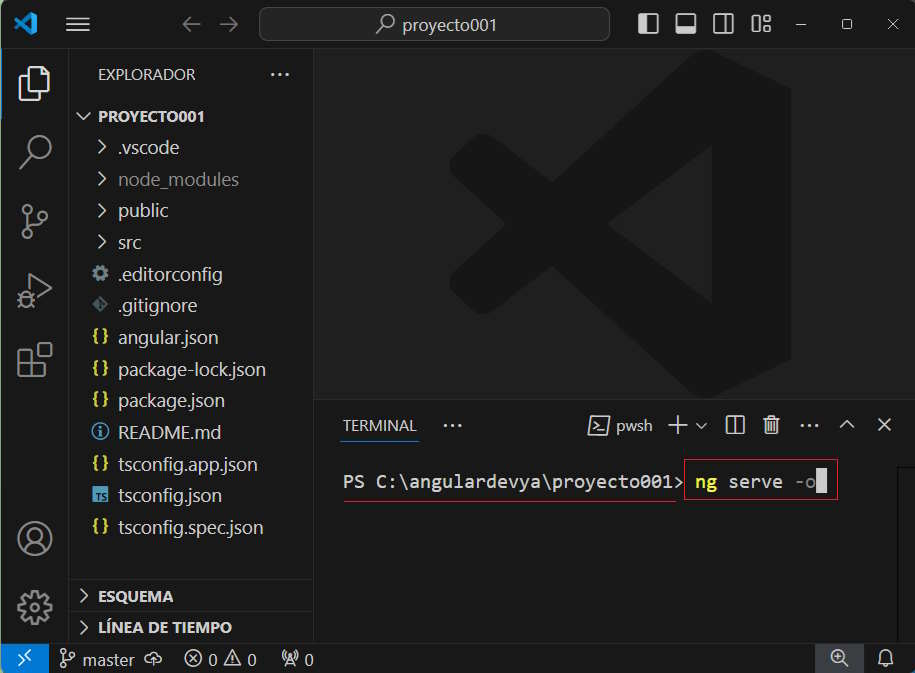 proyecto001
EXPLORADOR
PROYECTO001
.vscode
node_modules
public
src
.editorconfig
.gitignore
angular.json
package-lock.json
package.json
README.md
tsconfig.app.json
TS tsconfig.json
tsconfig.spec.json
ESQUEMA
LÍNEA DE TIEMPO
TERMINAL
pwsh
PS C:\angulardevya\proyecto001> ng serve -o
master
0 0
0